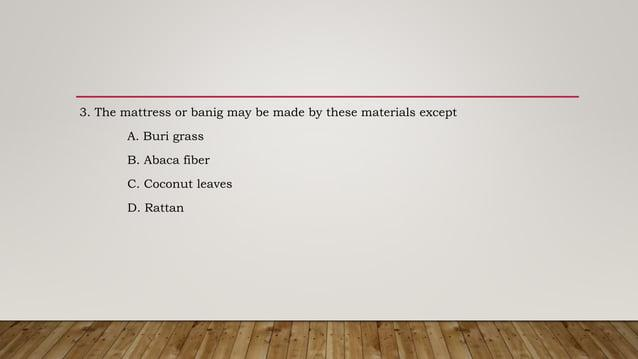 3. The mattress or banig may be made by these materials except
A. Buri grass
B. Abaca fiber
C. Coconut leaves
D. Rattan